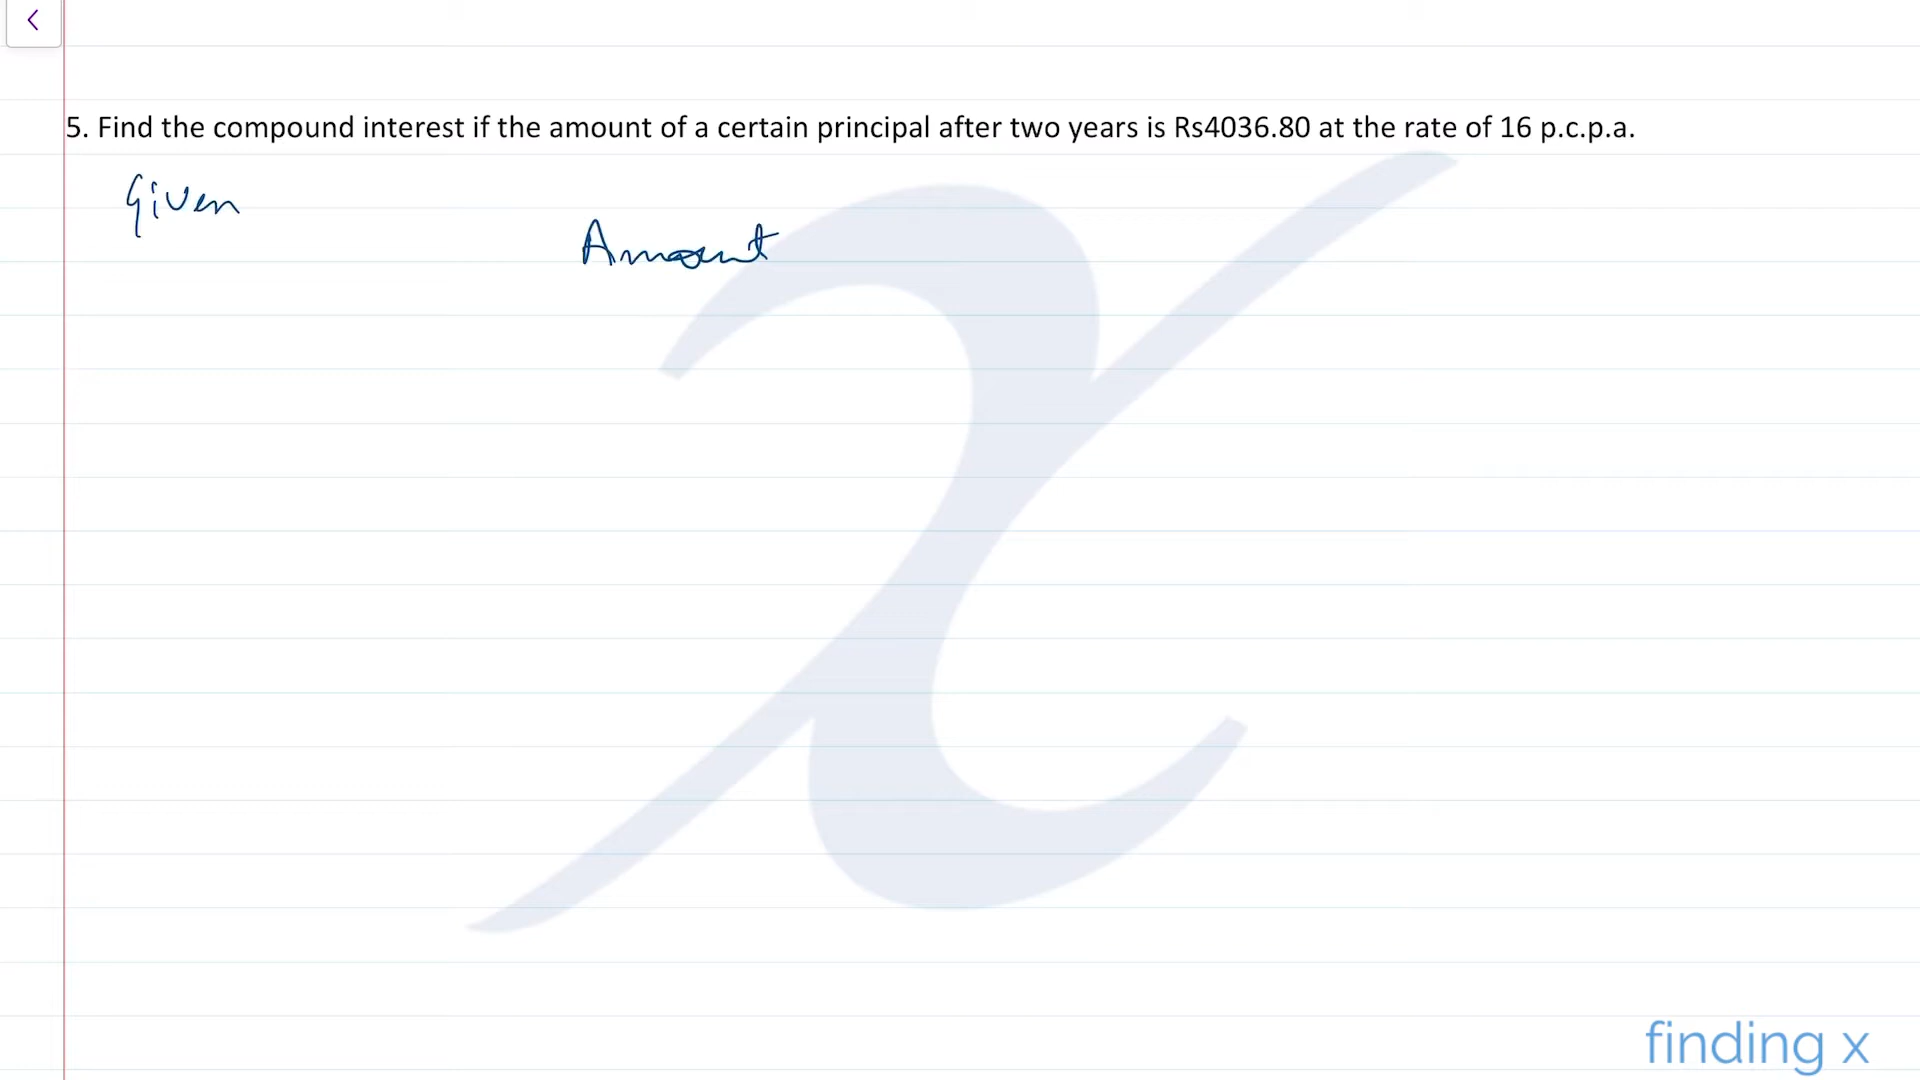 5. Find the compound interest if the amount of a certain principal after two years is Rs4036.80 at the rate of 16 p.c.p.a.
Given
Amount
finding x